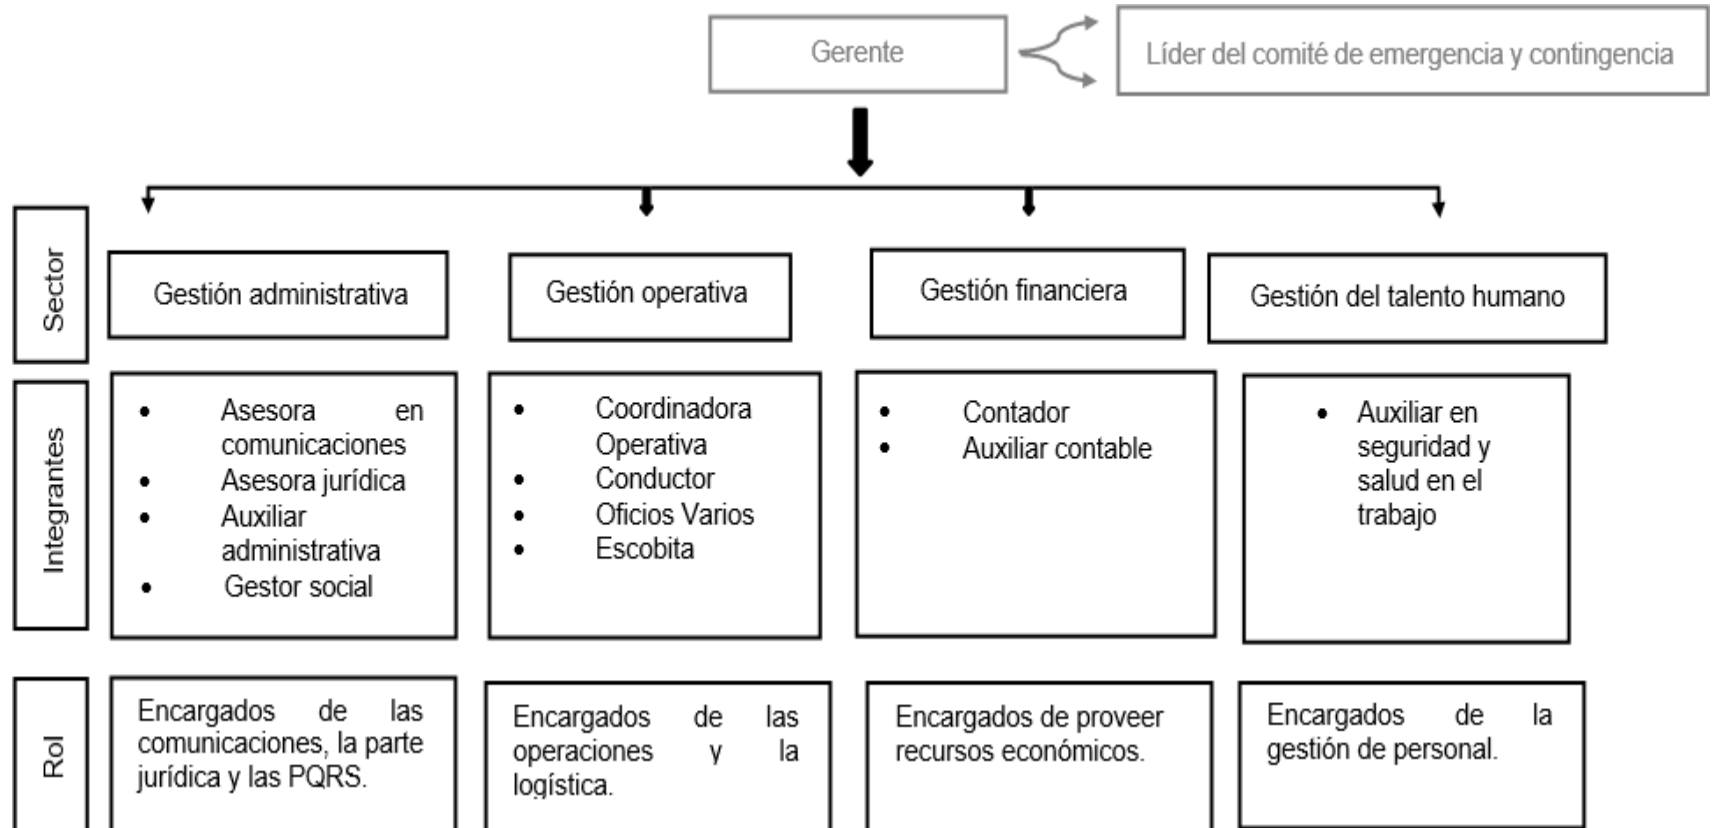 Gerente
Líder del comité de emergencia y contingencia
Sector
Gestión administrativa
Gestión operativa
Gestión financiera
Gestión del talento humano
Integrantes
• Asesora en
comunicaciones
• Asesora jurídica
• Auxiliar
administrativa
• Gestor social
• Coordinadora
Operativa
• Conductor
• Oficios Varios
• Escobita
• Contador
• Auxiliar contable
• Auxiliar en
seguridad y
salud en el
trabajo
Rol
Encargados de las
comunicaciones, la parte
jurídica y las PQRS.
Encargados de las
operaciones y la
logística.
Encargados de proveer
recursos económicos.
Encargados de la
gestión de personal.